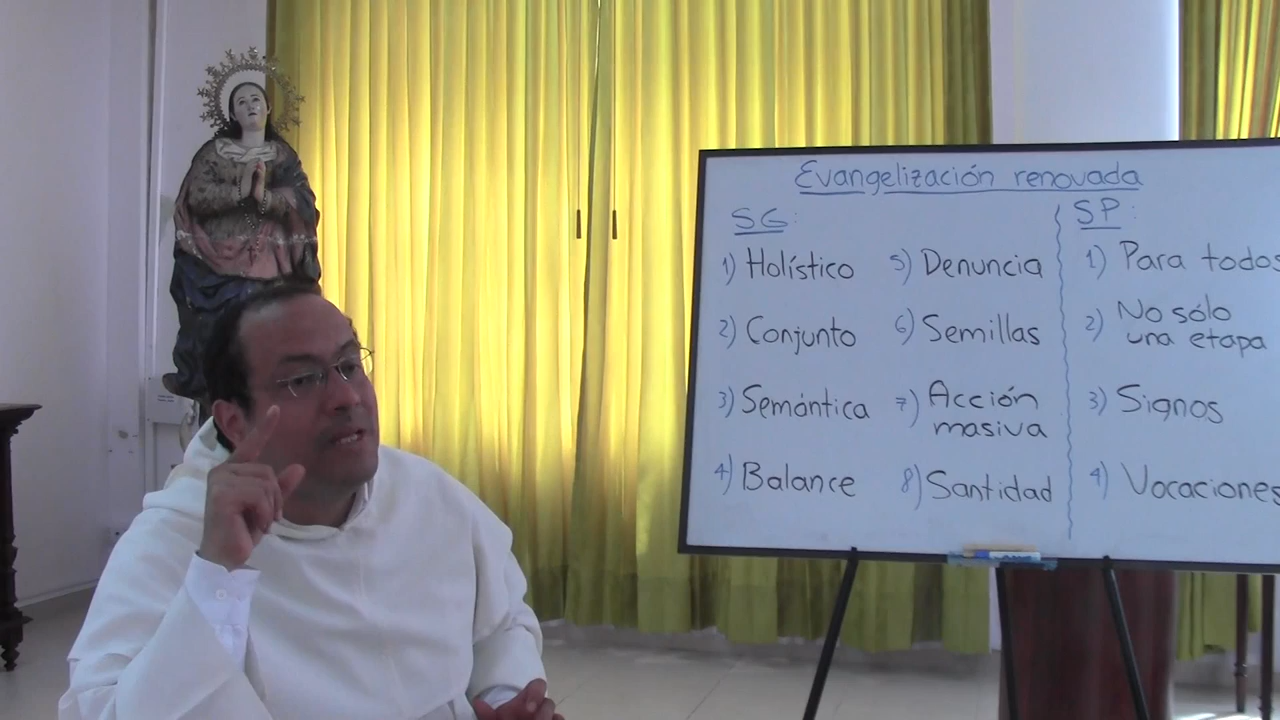 Evangelización renovada
SG:
1) Holístico
2) Conjunto
3) Semántica
4) Balance
5) Denuncia
6) Semillas
7) Acción
masiva
8) Santidad
SP:
1) Para todos
2) No sólo
una etapa
3) Signos
4) Vocaciones